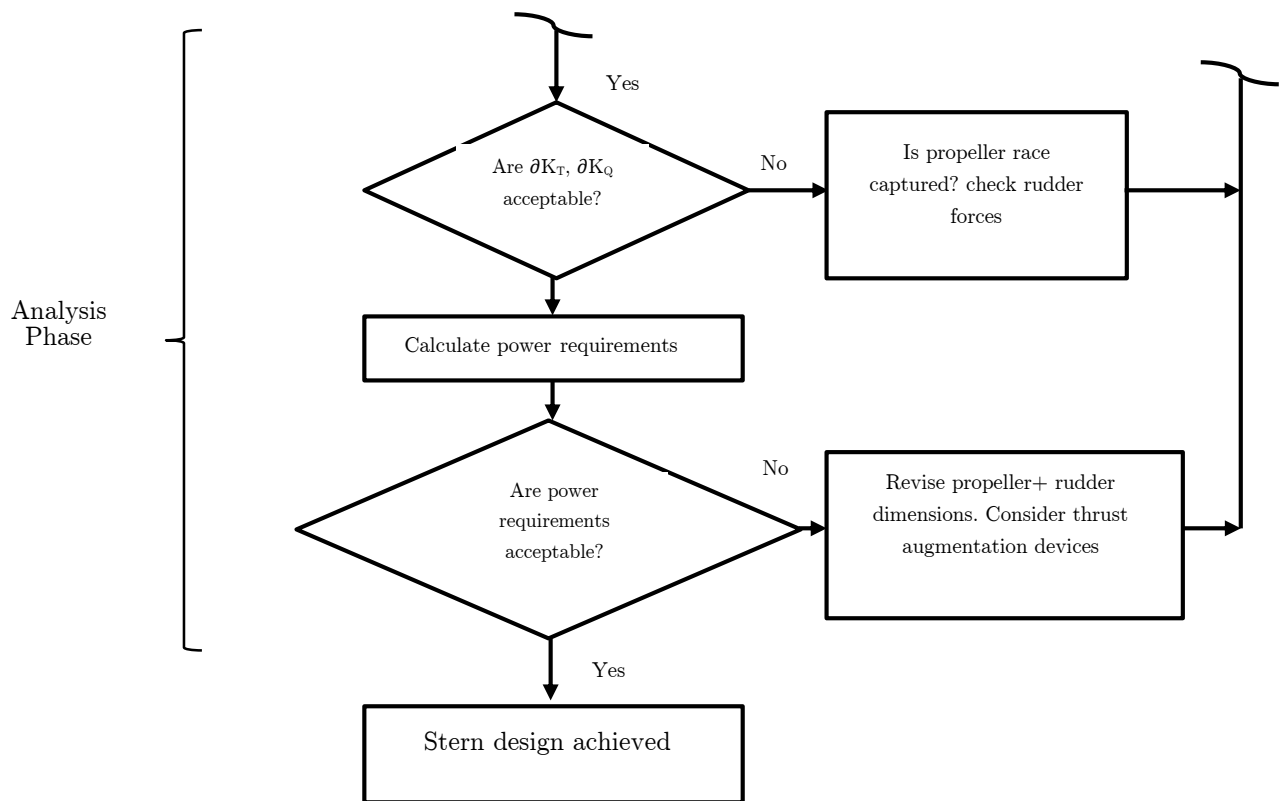 Yes
Are ∂K_T, ∂K_Q
acceptable?
No
Is propeller race
captured? check rudder
forces
Analysis
Phase
Calculate power requirements
Are power
requirements
acceptable?
No
Revise propeller+ rudder
dimensions. Consider thrust
augmentation devices
Yes
Stern design achieved